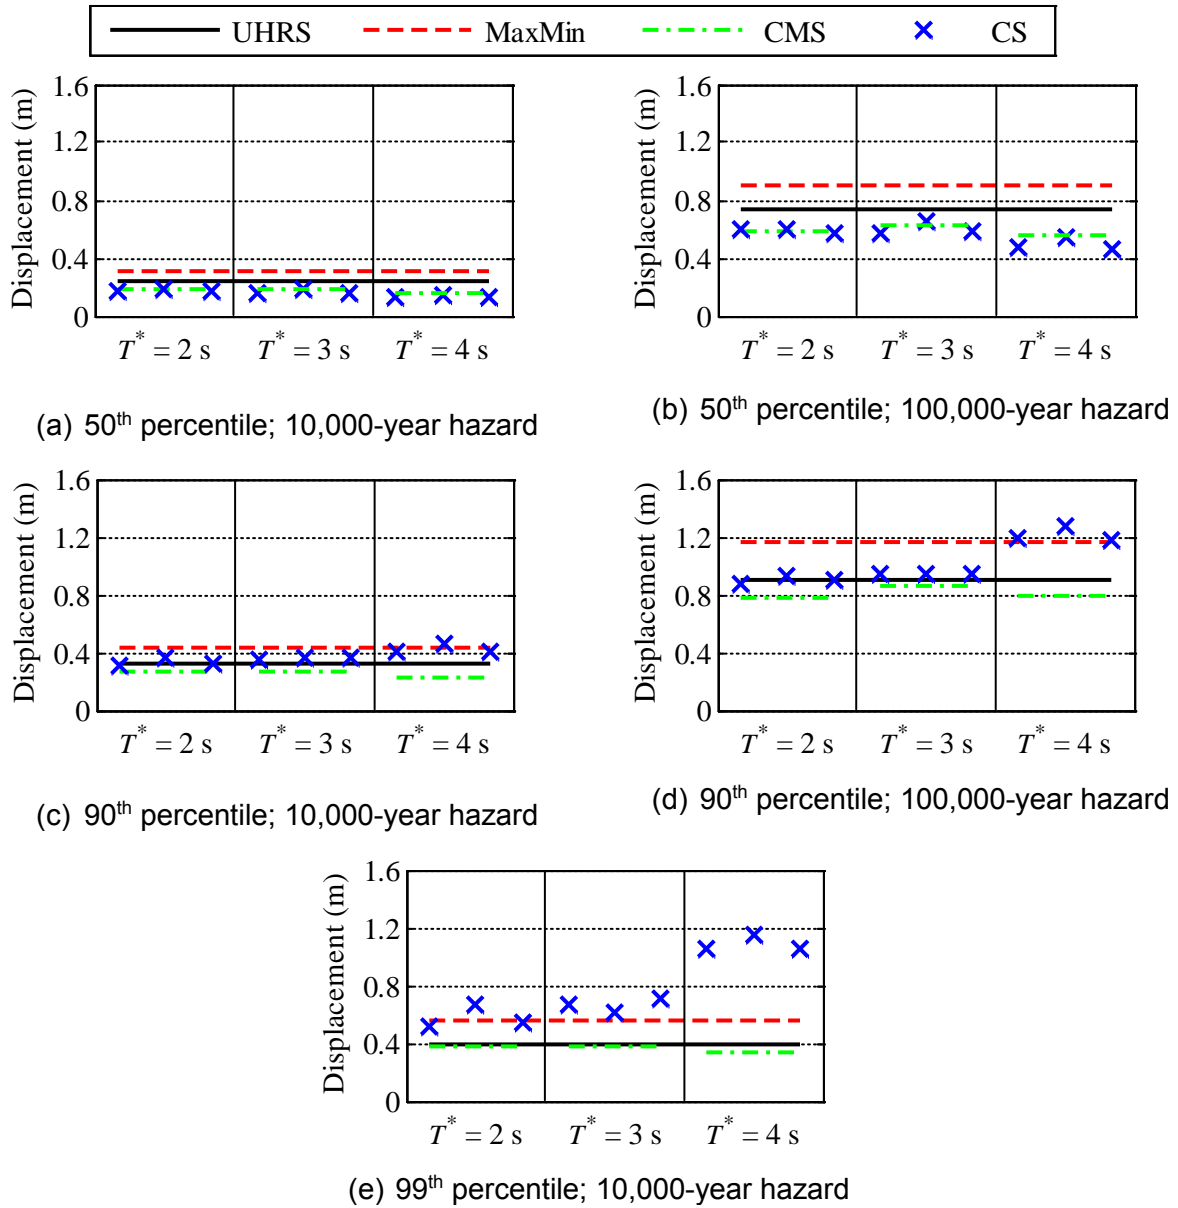 UHRS MaxMin CMS CS
Displacement (m)
1.6
1.2
0.8
0.4
0
T* = 2 s T* = 3 s T* = 4 s
(a) 50th percentile; 10,000-year hazard
Displacement (m)
1.6
1.2
0.8
0.4
0
T* = 2 s T* = 3 s T* = 4 s
(b) 50th percentile; 100,000-year hazard
Displacement (m)
1.6
1.2
0.8
0.4
0
T* = 2 s T* = 3 s T* = 4 s
(c) 90th percentile; 10,000-year hazard
Displacement (m)
1.6
1.2
0.8
0.4
0
T* = 2 s T* = 3 s T* = 4 s
(d) 90th percentile; 100,000-year hazard
Displacement (m)
1.6
1.2
0.8
0.4
0
T* = 2 s T* = 3 s T* = 4 s
(e) 99th percentile; 10,000-year hazard